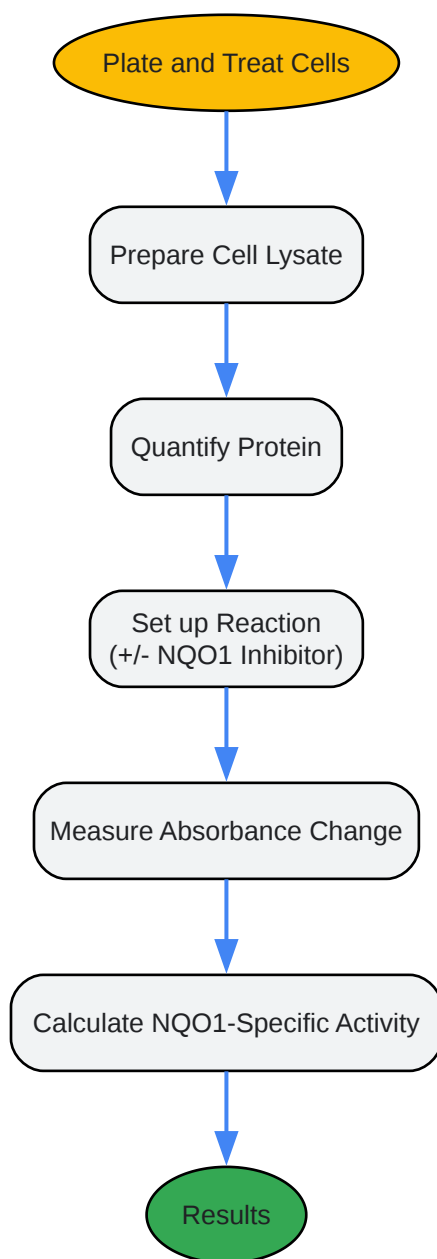 Plate and Treat Cells
Prepare Cell Lysate
Quantify Protein
Set up Reaction
(+/- NQO1 Inhibitor)
Measure Absorbance Change
Calculate NQO1-Specific Activity
Results